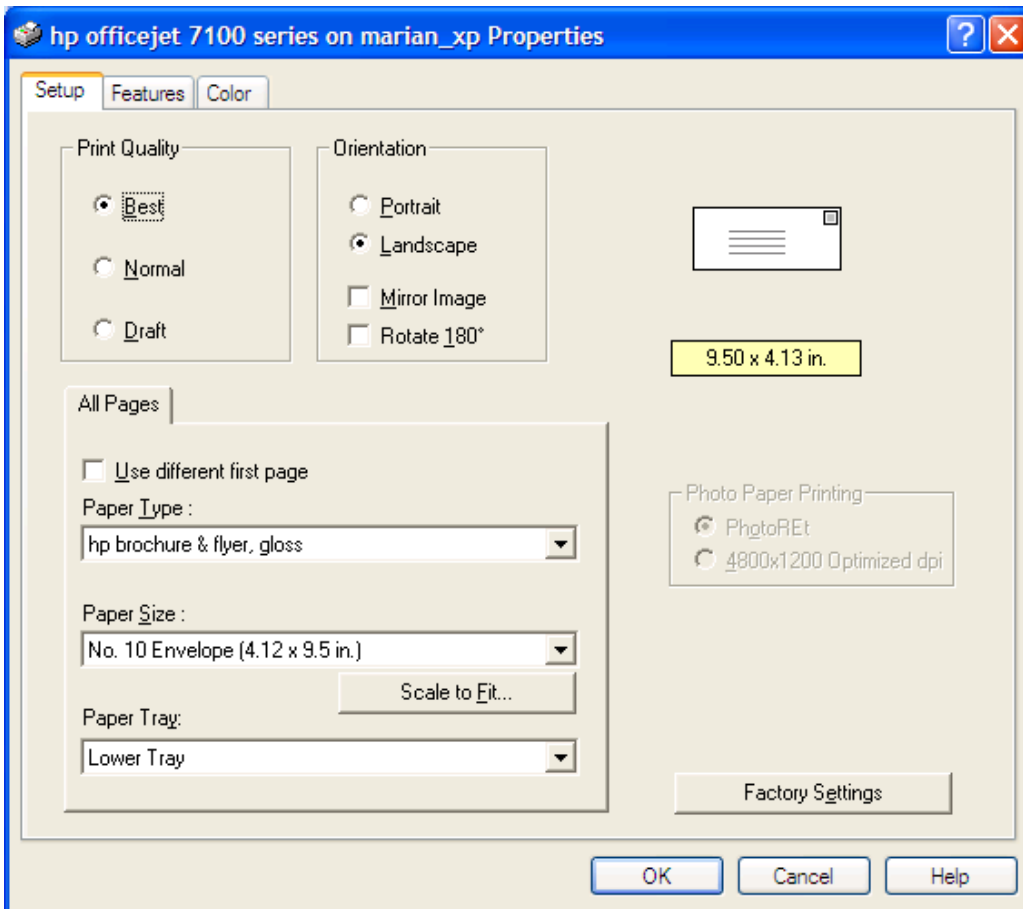 hp officejet 7100 series on marian_xp Properties
Setup Features Color
Print Quality
Best
Normal
Draft
Orientation
Portrait
Landscape
Mirror Image
Rotate 180°
9.50 x 4.13 in.
All Pages
Use different first page
Paper Type :
hp brochure & flyer, gloss
Paper Size :
No. 10 Envelope (4.12 x 9.5 in.)
Scale to Fit...
Paper Tray:
Lower Tray
Photo Paper Printing
PhotoREt
4800x1200 Optimized dpi
Factory Settings
OK Cancel Help